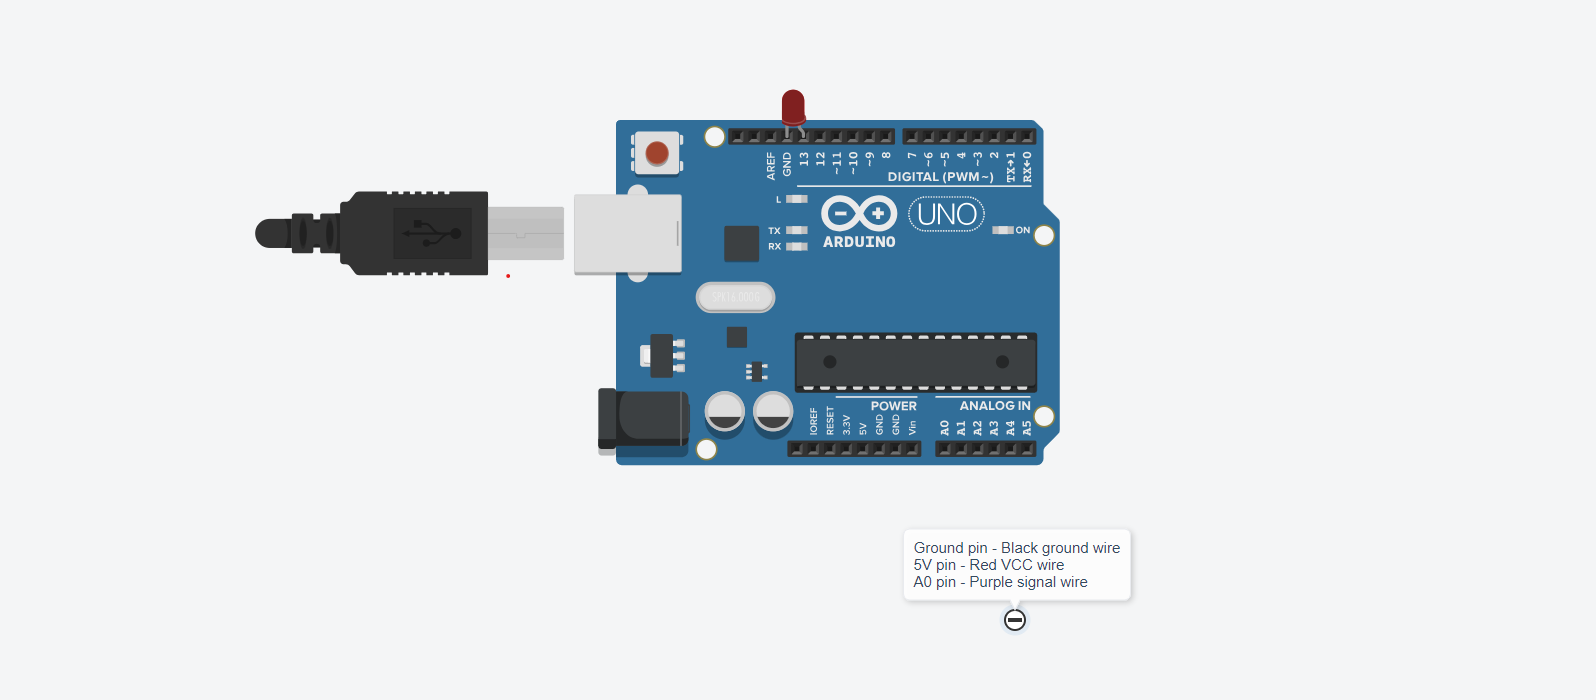 AREF
GND
13
12
~11
~10
~9
8
7
~6
~5
4
~3
2
TX→1
RX←0
DIGITAL (PWM~)
L
TX
RX
UNO
ARDUINO
ON
POWER
ANALOG IN
IOREF
RESET
3.3V
5V
GND
GND
Vin
A0
A1
A2
A3
A4
A5
Ground pin - Black ground wire
5V pin - Red VCC wire
A0 pin - Purple signal wire